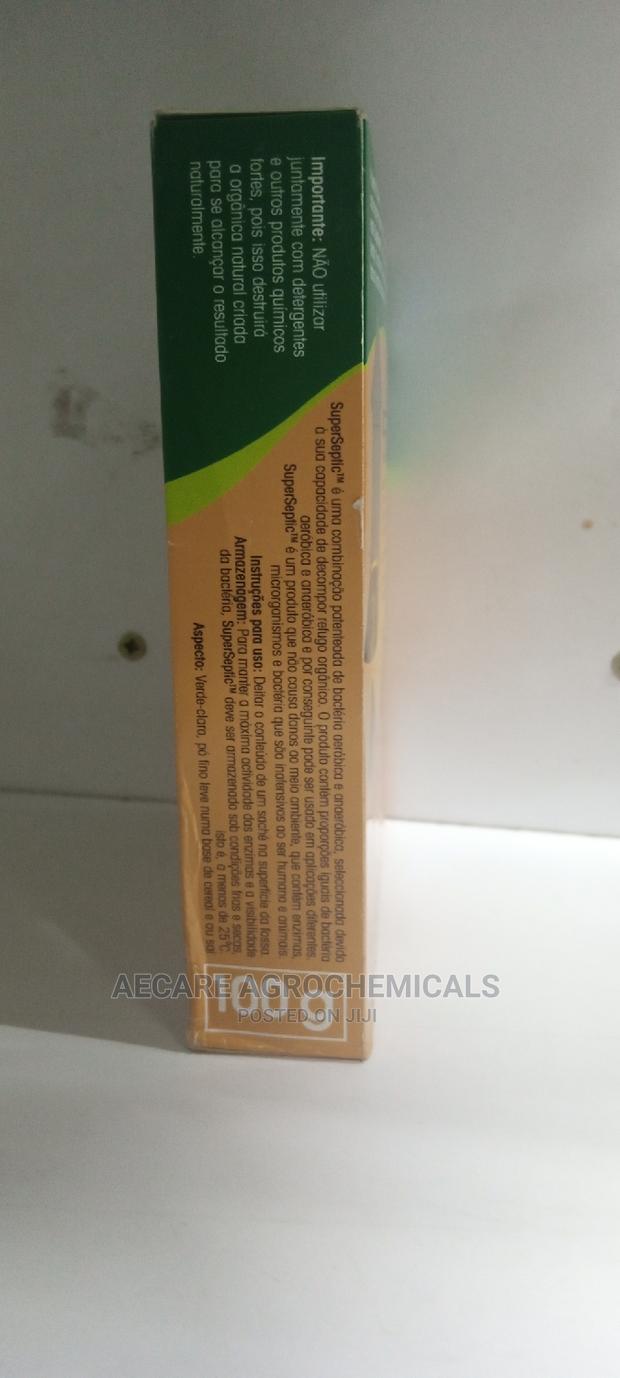 Importante: NÃO utilizar
juntamente com detergentes
e outros produtos químicos
fortes, pois isso destruirá
a orgânica natural criada
para se alcançar o resultado
naturalmente.
SuperSeptic™ é uma combinação patenteada de bactéria aeróbica e anaeróbica, seleccionada devido
à sua capacidade de decompor refugo orgânico. O produto contém proporções iguais de bactéria
aeróbica e anaeróbica e por conseguinte pode ser usado em aplicações diferentes.
SuperSeptic™ é um produto que não causa danos ao meio ambiente, que contém enzimas,
microrganismos e bactéria que são inofensivos ao ser humano e animais.
Instruções para uso: Deitar o conteúdo de um saché na superfície da fossa.
Armazenagem: Para manter a máxima actividade das enzimas e a visibilidade
da bactéria, SuperSeptic™ deve ser armazenado sob condições frias e secas,
isto é, a menos de 25°C.
Aspecto: Verde-claro, pó fino leve numa base de cereal e ou sal
100 g
AECARE AGROCHEMICALS
POSTED ON JIJI